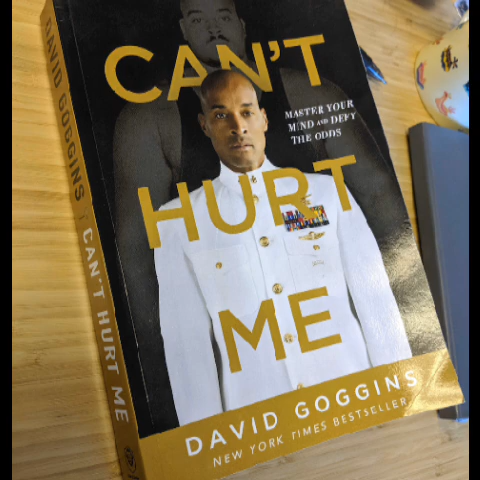 CAN'T
HURT
ME
MASTER YOUR
MIND AND DEFY
THE ODDS
DAVID GOGGINS
NEW YORK TIMES BESTSELLER
DAVID GOGGINS | CAN'T HURT ME